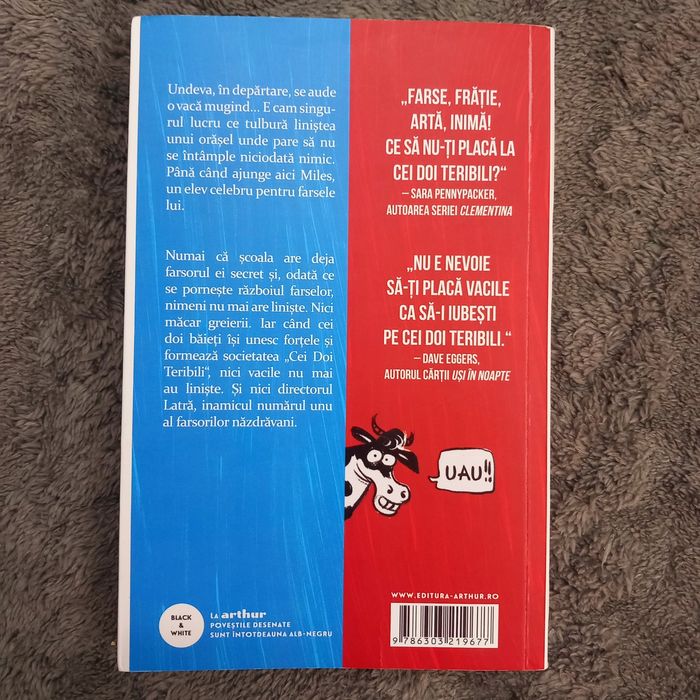 Undeva, în depărtare, se aude
o vacă mugind... E cam singu-
rul lucru ce tulbură liniștea
unui orășel unde pare să nu
se întâmple niciodată nimic.
Până când ajunge aici Miles,
un elev celebru pentru farsele
lui.
Numai că școala are deja
farsorul ei secret și, odată ce
se pornește războiul farselor,
nimeni nu mai are liniște. Nici
măcar greierii. Iar când cei
doi băieți își unesc forțele și
formează societatea „Cei Doi
Teribili“, nici vacile nu mai
au liniște. Și nici directorul
Latră, inamicul numărul unu
al farsorilor năzdrăvani.
„FARSE, FRĂȚIE,
ARTĂ, INIMĂ!
CE SĂ NU-ȚI PLACĂ LA
CEI DOI TERIBILI?“
– SARA PENNYPACKER,
AUTOAREA SERIEI CLEMENTINA
„NU E NEVOIE
SĂ-ȚI PLACĂ VACILE
CA SĂ-I IUBEȘTI
PE CEI DOI TERIBILI.“
– DAVE EGGERS,
AUTORUL CĂRȚII UȘI ÎN NOAPTE
UAU!!
BLACK
&
WHITE
LA arthur
POVEȘTILE DESENATE
SUNT ÎNTOTDEAUNA ALB-NEGRU
WWW.EDITURA-ARTHUR.RO
9 786303 219677